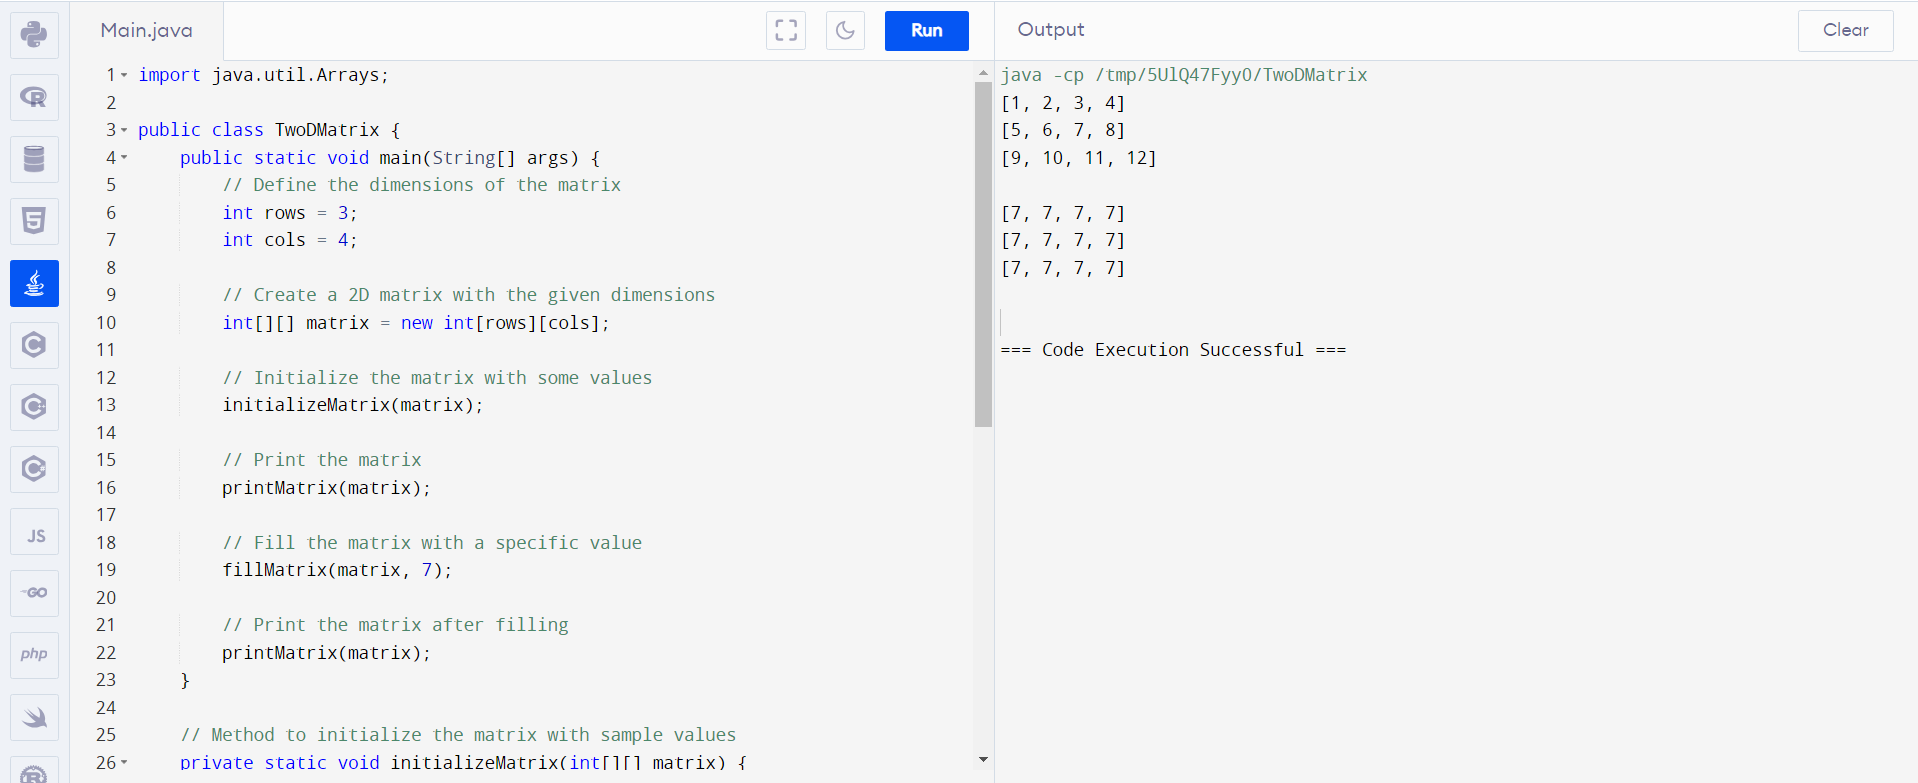 Main.java
Run
Output
Clear
JS
GO
php
1 import java.util.Arrays;
2
3 public class TwoDMatrix {
4 public static void main(String[] args) {
5 // Define the dimensions of the matrix
6 int rows = 3;
7 int cols = 4;
8
9 // Create a 2D matrix with the given dimensions
10 int[][] matrix = new int[rows][cols];
11
12 // Initialize the matrix with some values
13 initializeMatrix(matrix);
14
15 // Print the matrix
16 printMatrix(matrix);
17
18 // Fill the matrix with a specific value
19 fillMatrix(matrix, 7);
20
21 // Print the matrix after filling
22 printMatrix(matrix);
23 }
24
25 // Method to initialize the matrix with sample values
26 private static void initializeMatrix(int[][] matrix) {
java -cp /tmp/5UlQ47Fyy0/TwoDMatrix
[1, 2, 3, 4]
[5, 6, 7, 8]
[9, 10, 11, 12]
[7, 7, 7, 7]
[7, 7, 7, 7]
[7, 7, 7, 7]
=== Code Execution Successful ===